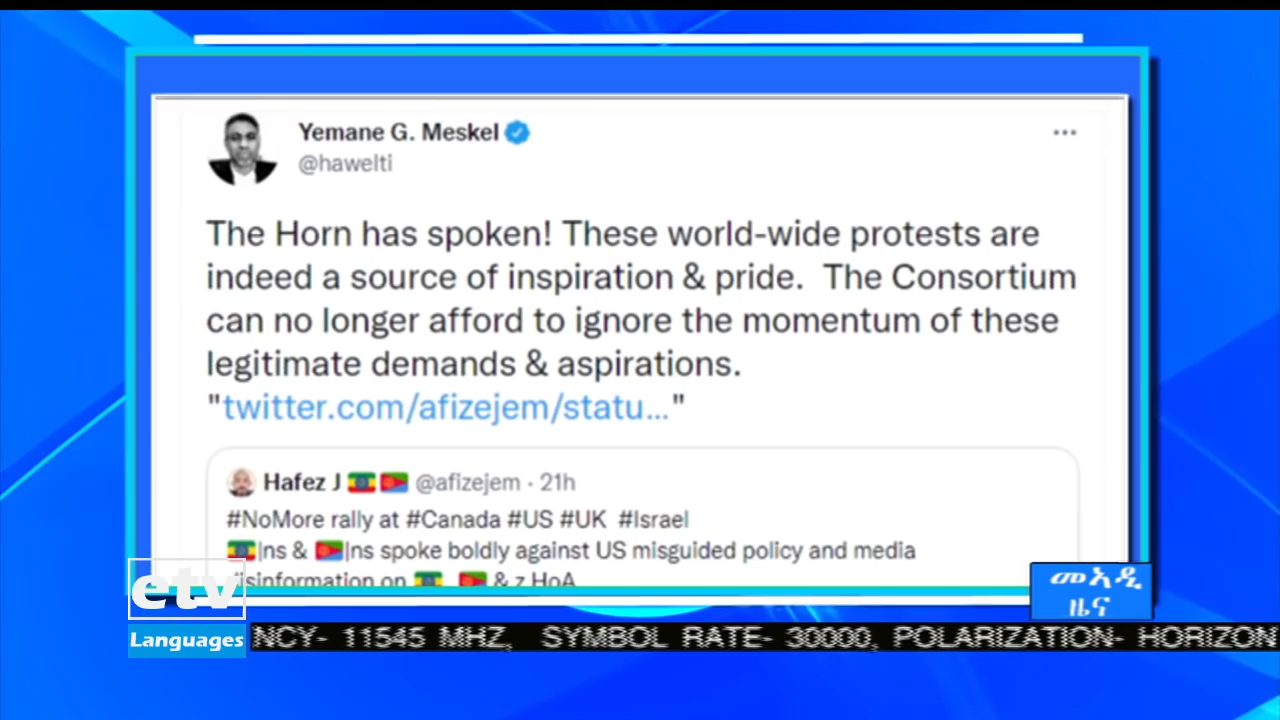 Yemane G. Meskel
@hawelti
The Horn has spoken! These world-wide protests are
indeed a source of inspiration & pride. The Consortium
can no longer afford to ignore the momentum of these
legitimate demands & aspirations.
"twitter.com/afizejem/statu..."
Hafez J 🇪🇹🇪🇷 @afizejem · 21h
#NoMore rally at #Canada #US #UK #Israel
🇪🇹|ns & 🇪🇷|ns spoke boldly against US misguided policy and media
on 🇪🇹, 🇪🇷 & z HoA
etv
መአዲ
ዜና
Languages
NCY- 11545 MHZ, SYMBOL RATE- 30000, POLARIZATION- HORIZON